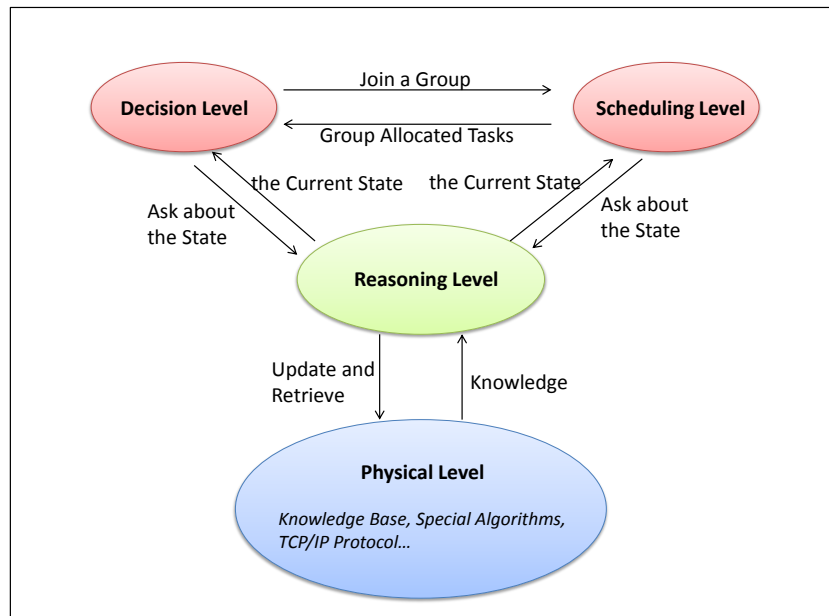 Join a Group
Decision Level
Scheduling Level
Group Allocated Tasks
the Current State
the Current State
Ask about
the State
Ask about
the State
Reasoning Level
Update and
Retrieve
Knowledge
Physical Level
Knowledge Base, Special Algorithms,
TCP/IP Protocol…